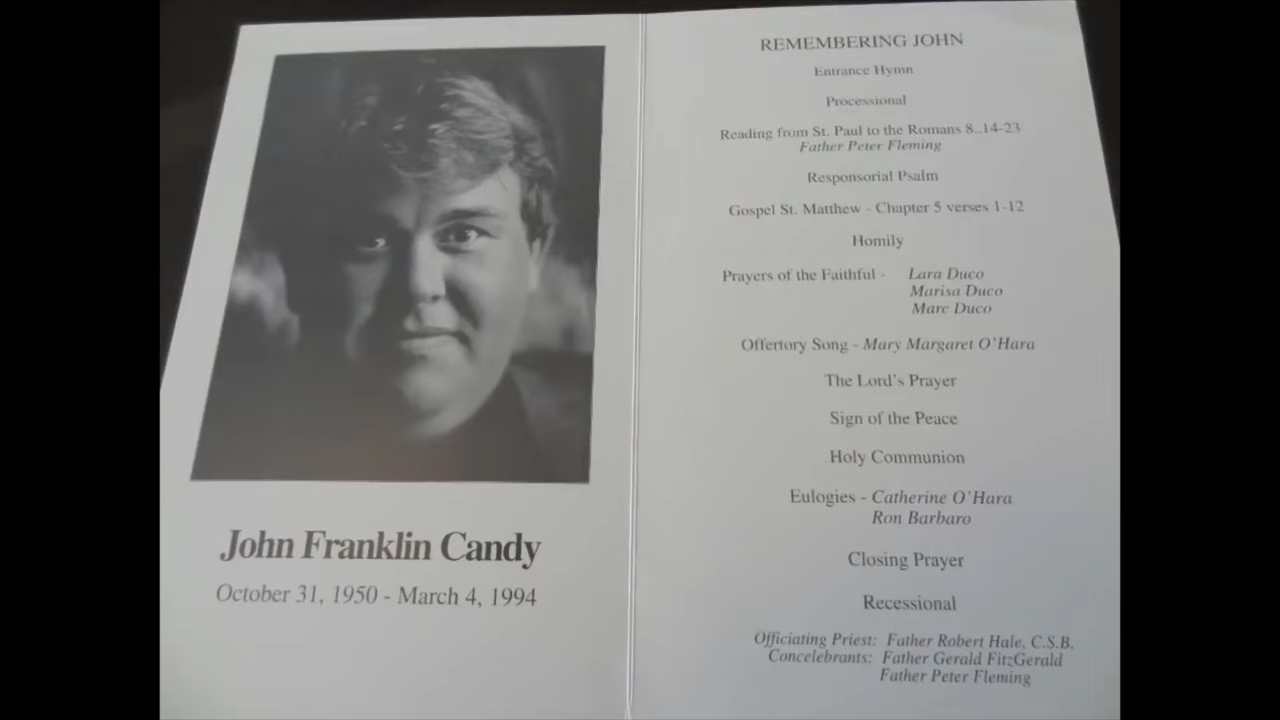 John Franklin Candy
October 31, 1950 - March 4, 1994
REMEMBERING JOHN
Entrance Hymn
Processional
Reading from St. Paul to the Romans 8..14-23
Father Peter Fleming
Responsorial Psalm
Gospel St. Matthew - Chapter 5 verses 1-12
Homily
Prayers of the Faithful - Lara Duco
Marisa Duco
Marc Duco
Offertory Song - Mary Margaret O'Hara
The Lord's Prayer
Sign of the Peace
Holy Communion
Eulogies - Catherine O'Hara
Ron Barbaro
Closing Prayer
Recessional
Officiating Priest: Father Robert Hale, C.S.B.
Concelebrants: Father Gerald FitzGerald
Father Peter Fleming